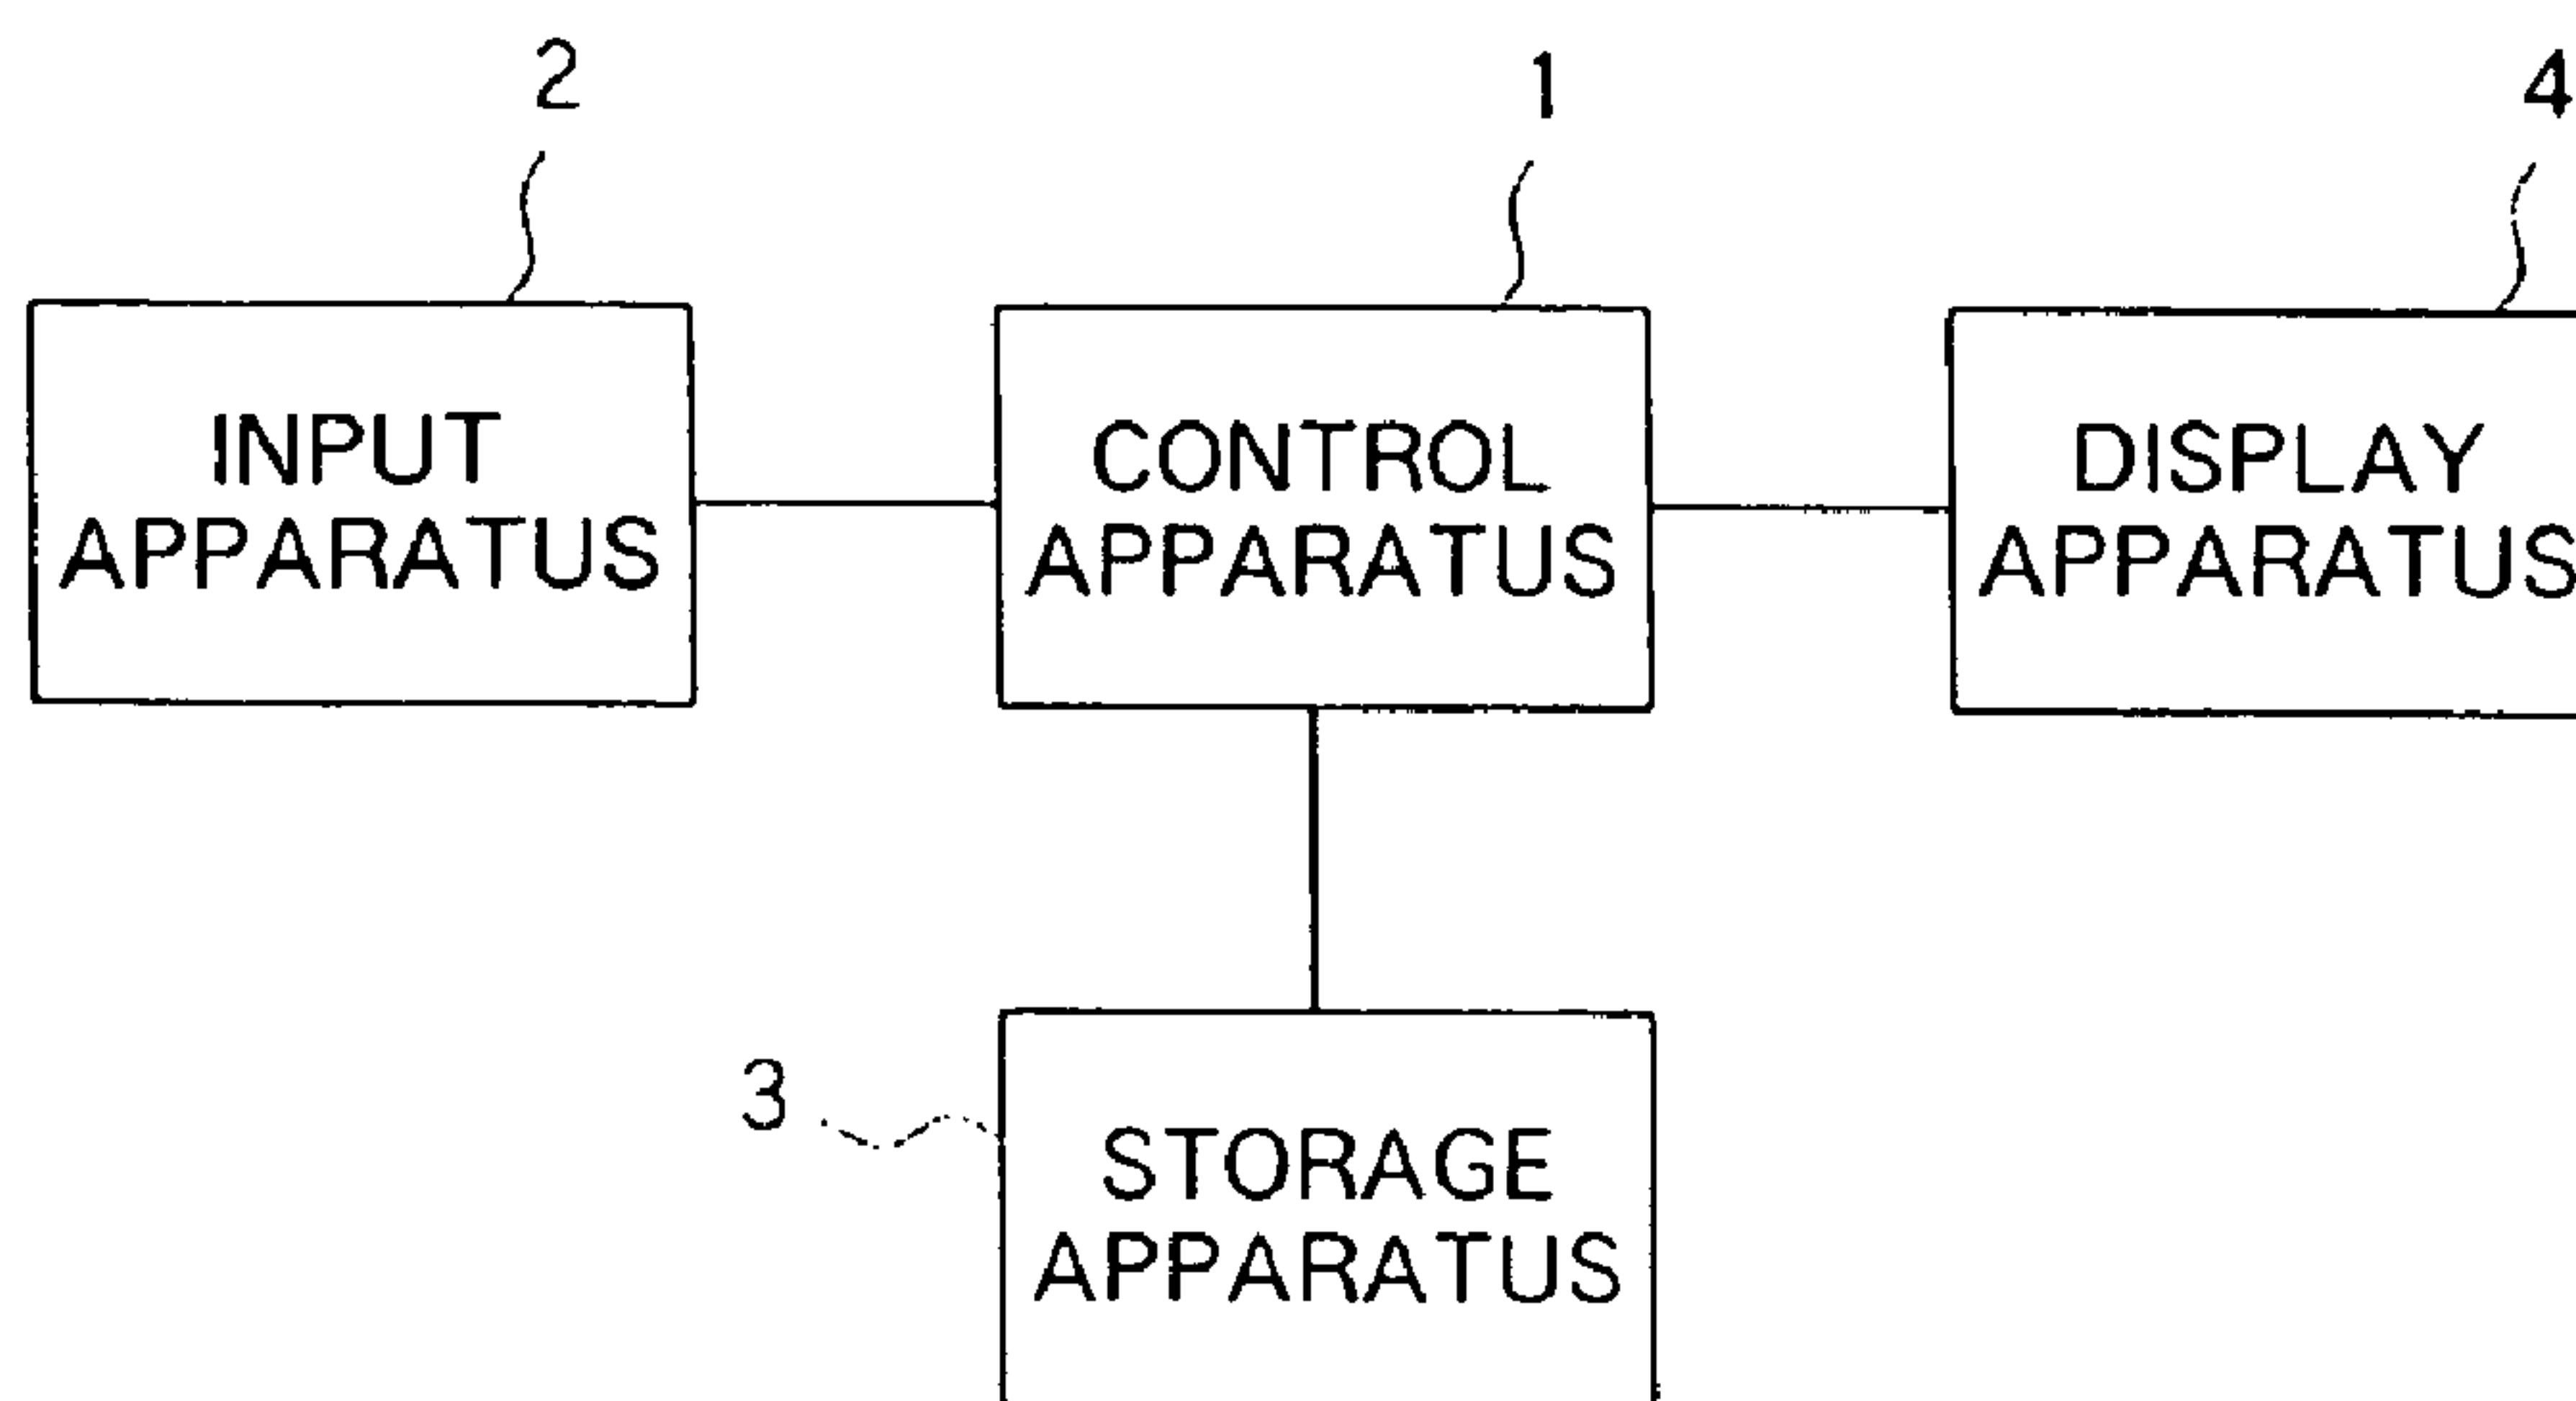 2
1
4
INPUT
APPARATUS
CONTROL
APPARATUS
DISPLAY
APPARATUS
3
STORAGE
APPARATUS